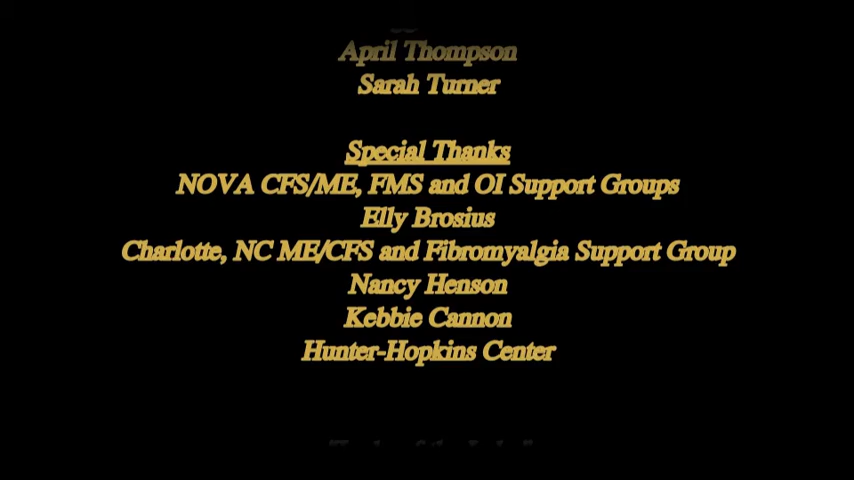 April Thompson
Sarah Turner
Special Thanks
NOVA CFS/ME, FMS and OI Support Groups
Elly Brosius
Charlotte, NC ME/CFS and Fibromyalgia Support Group
Nancy Henson
Kebbie Cannon
Hunter-Hopkins Center